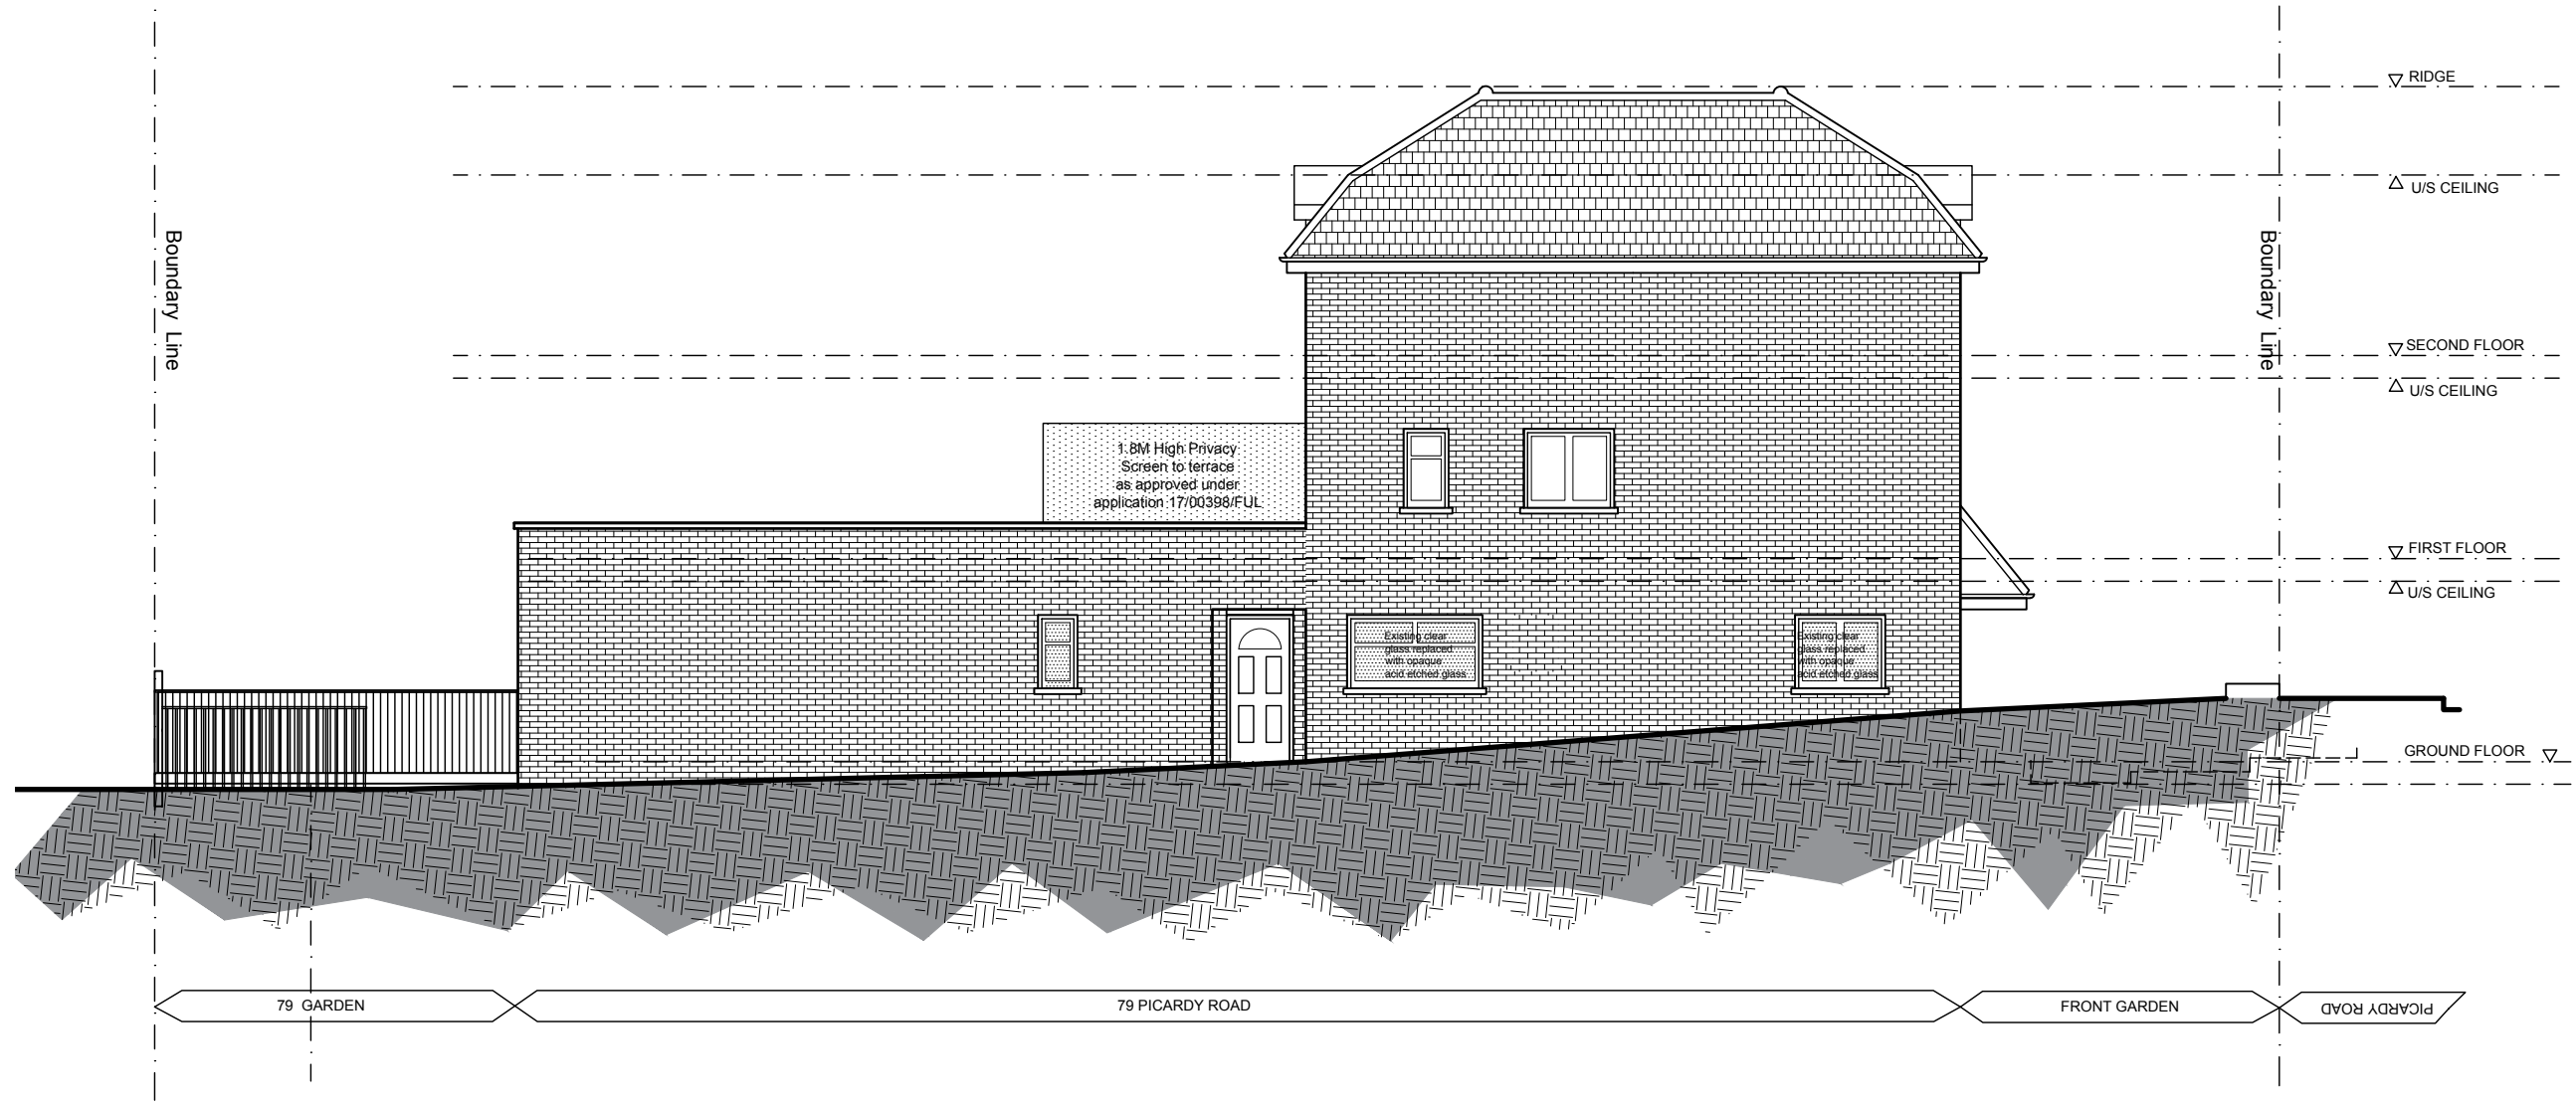 RIDGE
U/S CEILING
Boundary Line
Boundary Line
SECOND FLOOR
U/S CEILING
1.8M High Privacy
Screen to terrace
as approved under
application 17/00398/FUL
FIRST FLOOR
U/S CEILING
Existing clear
glass replaced
with opaque
acid etched glass
Existing clear
glass replaced
with opaque
acid etched glass
GROUND FLOOR
79 GARDEN
79 PICARDY ROAD
FRONT GARDEN
PICARDY ROAD